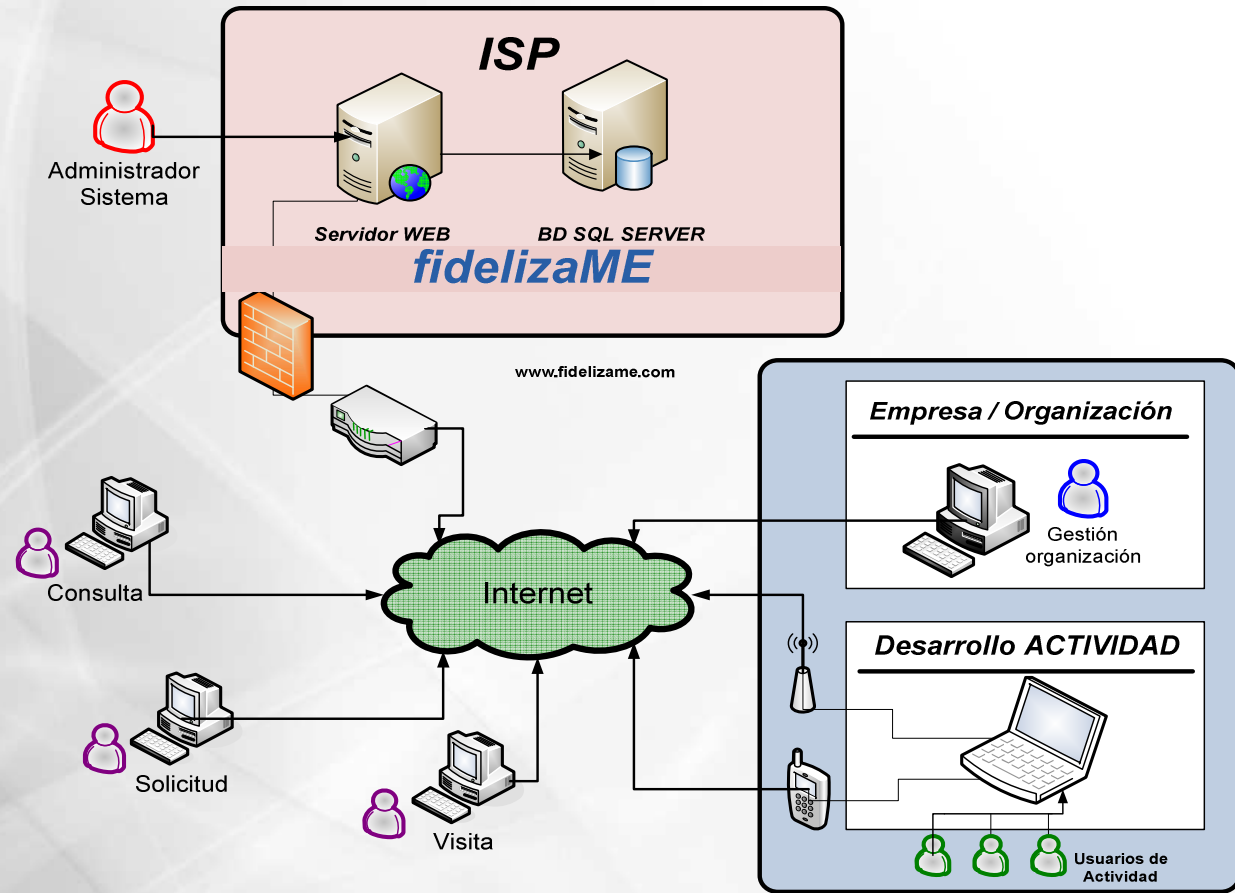 ISP
Administrador
Sistema
Servidor WEB
BD SQL SERVER
fidelizaME
www.fidelizame.com
Empresa / Organización
Gestión
organización
Consulta
Internet
Desarrollo ACTIVIDAD
Solicitud
Visita
Usuarios de
Actividad